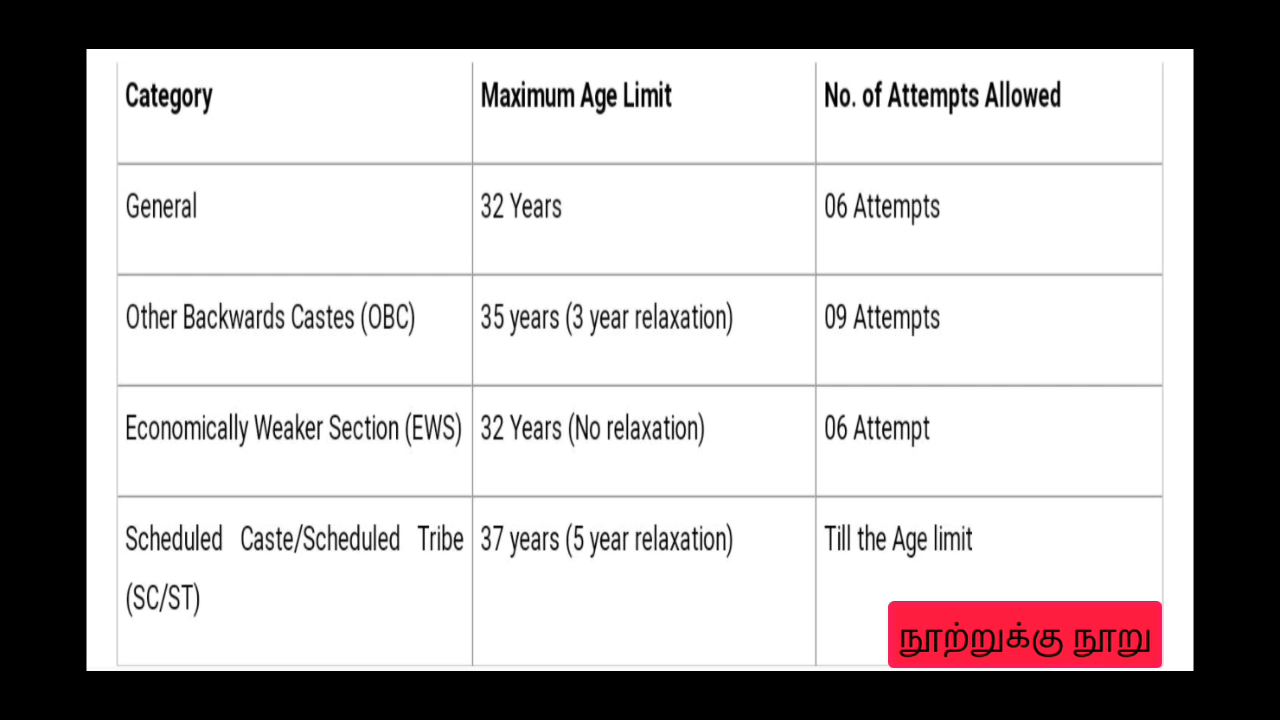 Category Maximum Age Limit No. of Attempts Allowed
General 32 Years 06 Attempts
Other Backwards Castes (OBC) 35 years (3 year relaxation) 09 Attempts
Economically Weaker Section (EWS) 32 Years (No relaxation) 06 Attempt
Scheduled Caste/Scheduled Tribe 37 years (5 year relaxation) Till the Age limit
(SC/ST)
நூற்றுக்கு நூறு